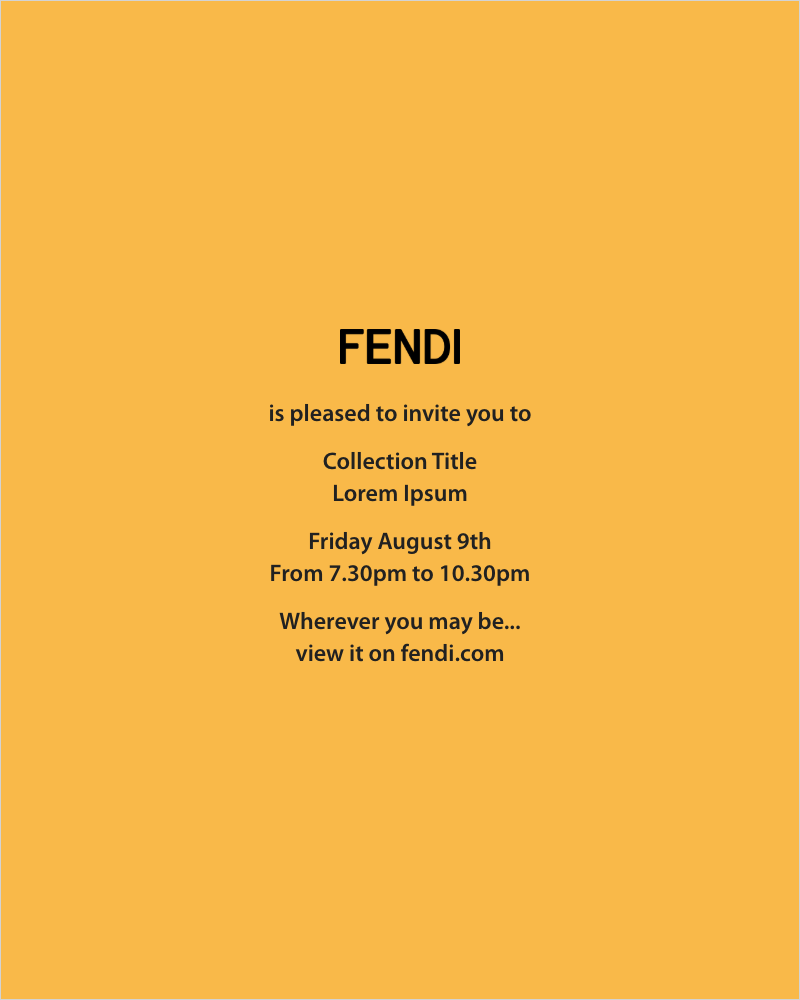 FENDI
is pleased to invite you to
Collection Title
Lorem Ipsum
Friday August 9th
From 7.30pm to 10.30pm
Wherever you may be...
view it on fendi.com